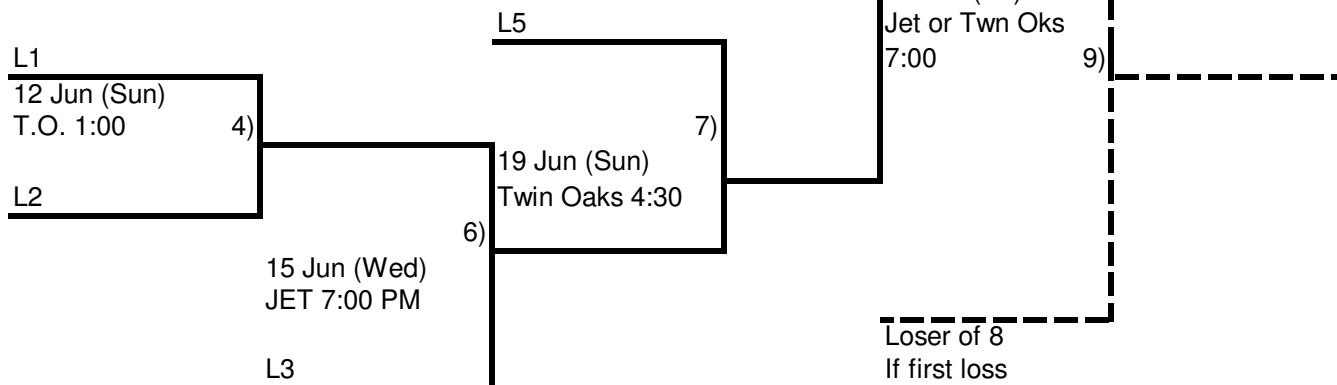 L5
Jet or Twn Oks
7:00
9)
L1
12 Jun (Sun)
T.O. 1:00
4)
7)
19 Jun (Sun)
Twin Oaks 4:30
L2
6)
15 Jun (Wed)
JET 7:00 PM
Loser of 8
If first loss
L3